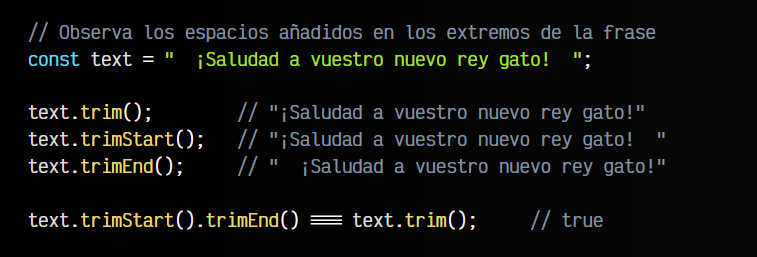 // Observa los espacios añadidos en los extremos de la frase
const text = "  ¡Saludad a vuestro nuevo rey gato!  ";
text.trim();        // "¡Saludad a vuestro nuevo rey gato!"
text.trimStart();   // "¡Saludad a vuestro nuevo rey gato!  "
text.trimEnd();     // "  ¡Saludad a vuestro nuevo rey gato!"
text.trimStart().trimEnd() === text.trim();     // true